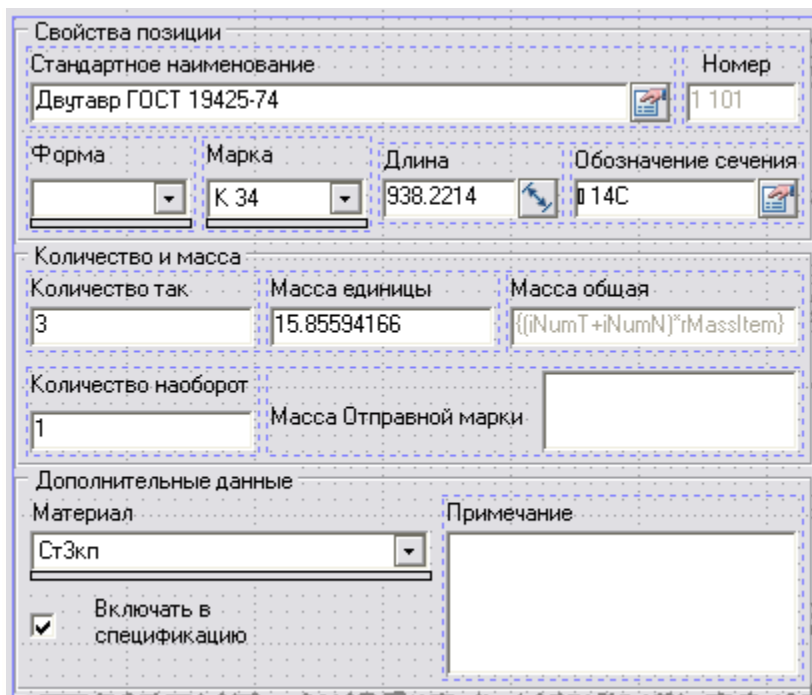 Свойства позиции
Стандартное наименование Номер
Двутавр ГОСТ 19425-74 1 101
Форма Марка Длина Обозначение сечения
К 34 938.2214 14С
Количество и масса
Количество так Масса единицы Масса общая
3 15.85594166 {(iNumT+iNumN)*rMassItem}
Количество наоборот
1 Масса Отправной марки
Дополнительные данные
Материал Примечание
Ст3кп
Включать в
спецификацию